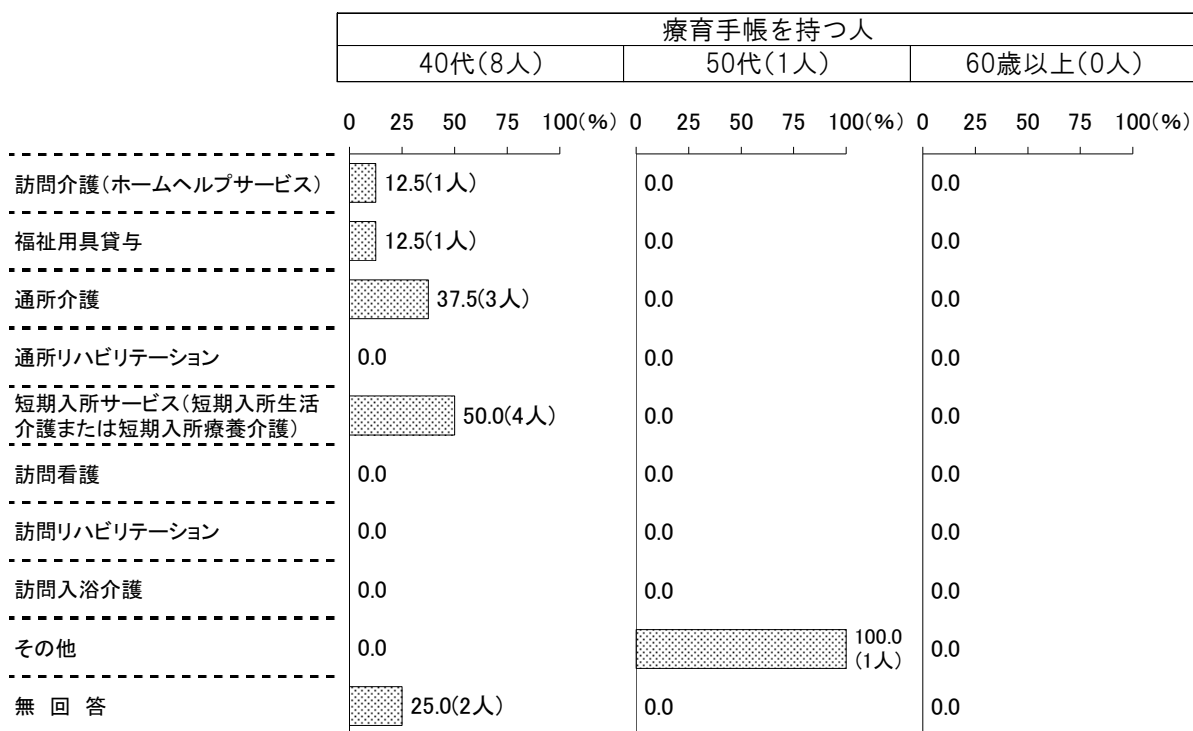 療育手帳を持つ人
40代(8人) 50代(1人) 60歳以上(0人)
0 25 50 75 100(%) 0 25 50 75 100(%) 0 25 50 75 100(%)
訪問介護(ホームヘルプサービス) 12.5(1人) 0.0 0.0
福祉用具貸与 12.5(1人) 0.0 0.0
通所介護 37.5(3人) 0.0 0.0
通所リハビリテーション 0.0 0.0 0.0
短期入所サービス(短期入所生活
介護または短期入所療養介護) 50.0(4人) 0.0 0.0
訪問看護 0.0 0.0 0.0
訪問リハビリテーション 0.0 0.0 0.0
訪問入浴介護 0.0 0.0 0.0
その他 0.0 100.0
(1人) 0.0
無 回 答 25.0(2人) 0.0 0.0